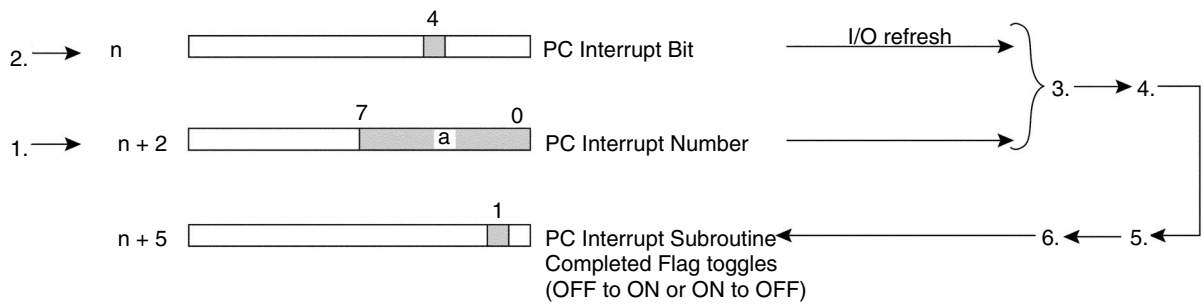 4
2. n PC Interrupt Bit I/O refresh
3. 4.
7 0
1. n + 2 a PC Interrupt Number
1
n + 5 PC Interrupt Subroutine 6. 5.
Completed Flag toggles
(OFF to ON or ON to OFF)